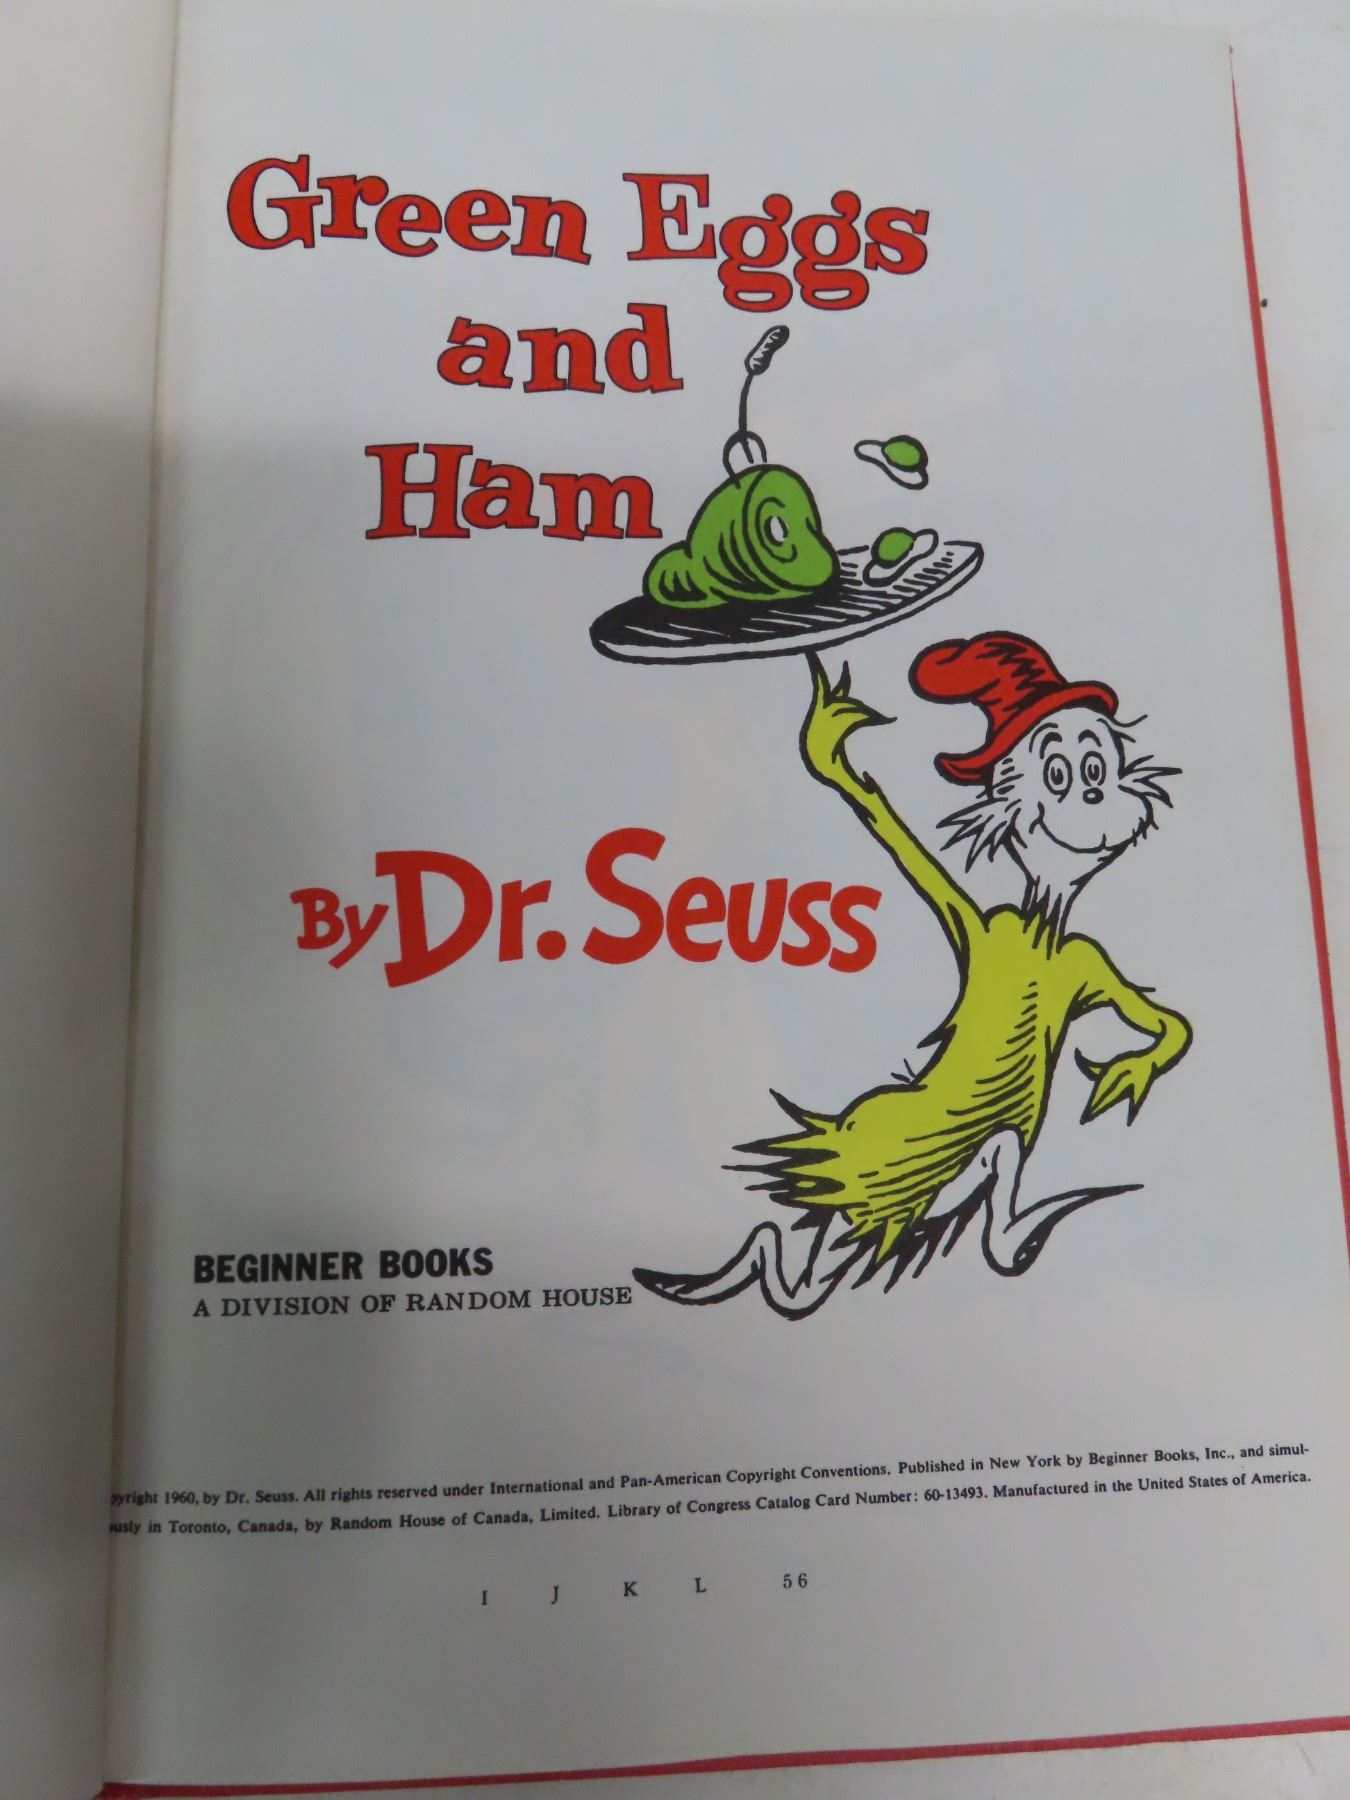 Green Eggs
and
Ham
By Dr. Seuss
BEGINNER BOOKS
A DIVISION OF RANDOM HOUSE
pyright 1960, by Dr. Seuss. All rights reserved under International and Pan-American Copyright Conventions. Published in New York by Beginner Books, Inc., and simul-
usly in Toronto, Canada, by Random House of Canada, Limited. Library of Congress Catalog Card Number: 60-13493. Manufactured in the United States of America.
I J K L 56